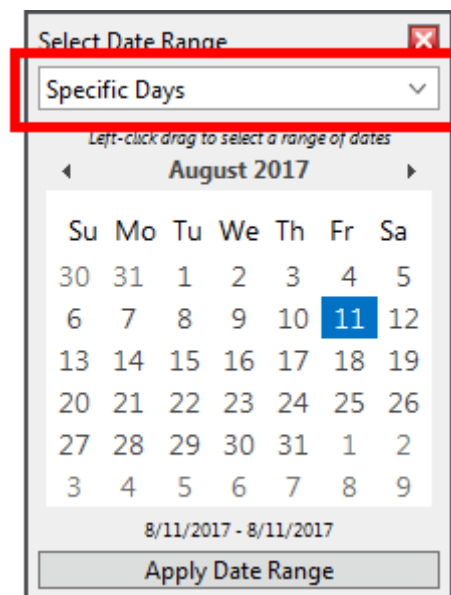 Select Date Range
Specific Days
Left-click drag to select a range of dates
August 2017
Su Mo Tu We Th Fr Sa
30 31 1 2 3 4 5
6 7 8 9 10 11 12
13 14 15 16 17 18 19
20 21 22 23 24 25 26
27 28 29 30 31 1 2
3 4 5 6 7 8 9
8/11/2017 - 8/11/2017
Apply Date Range